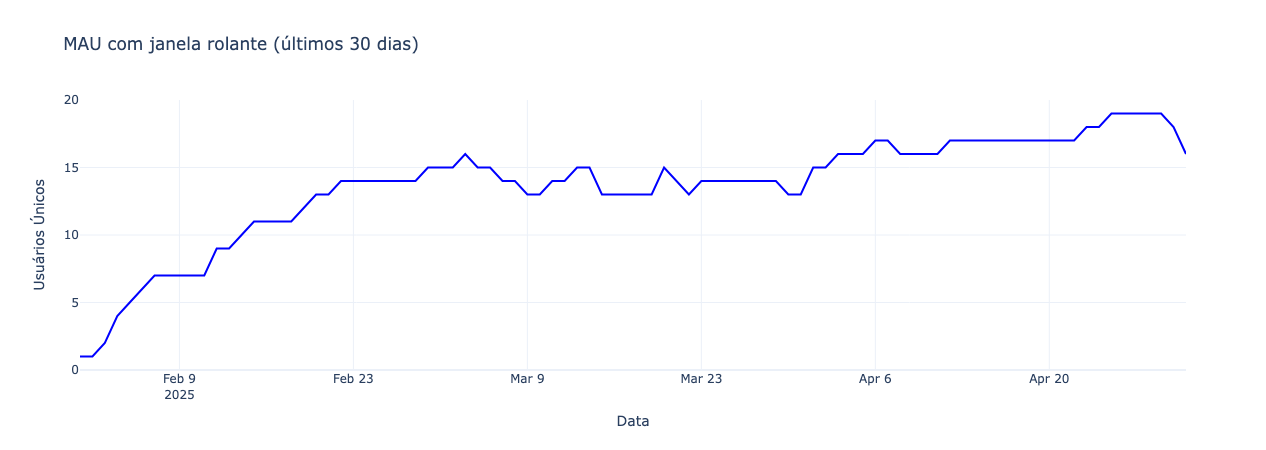 MAU com janela rolante (últimos 30 dias)
20
15
10
5
0
Usuários Únicos
Feb 9
2025
Feb 23
Mar 9
Mar 23
Apr 6
Apr 20
Data